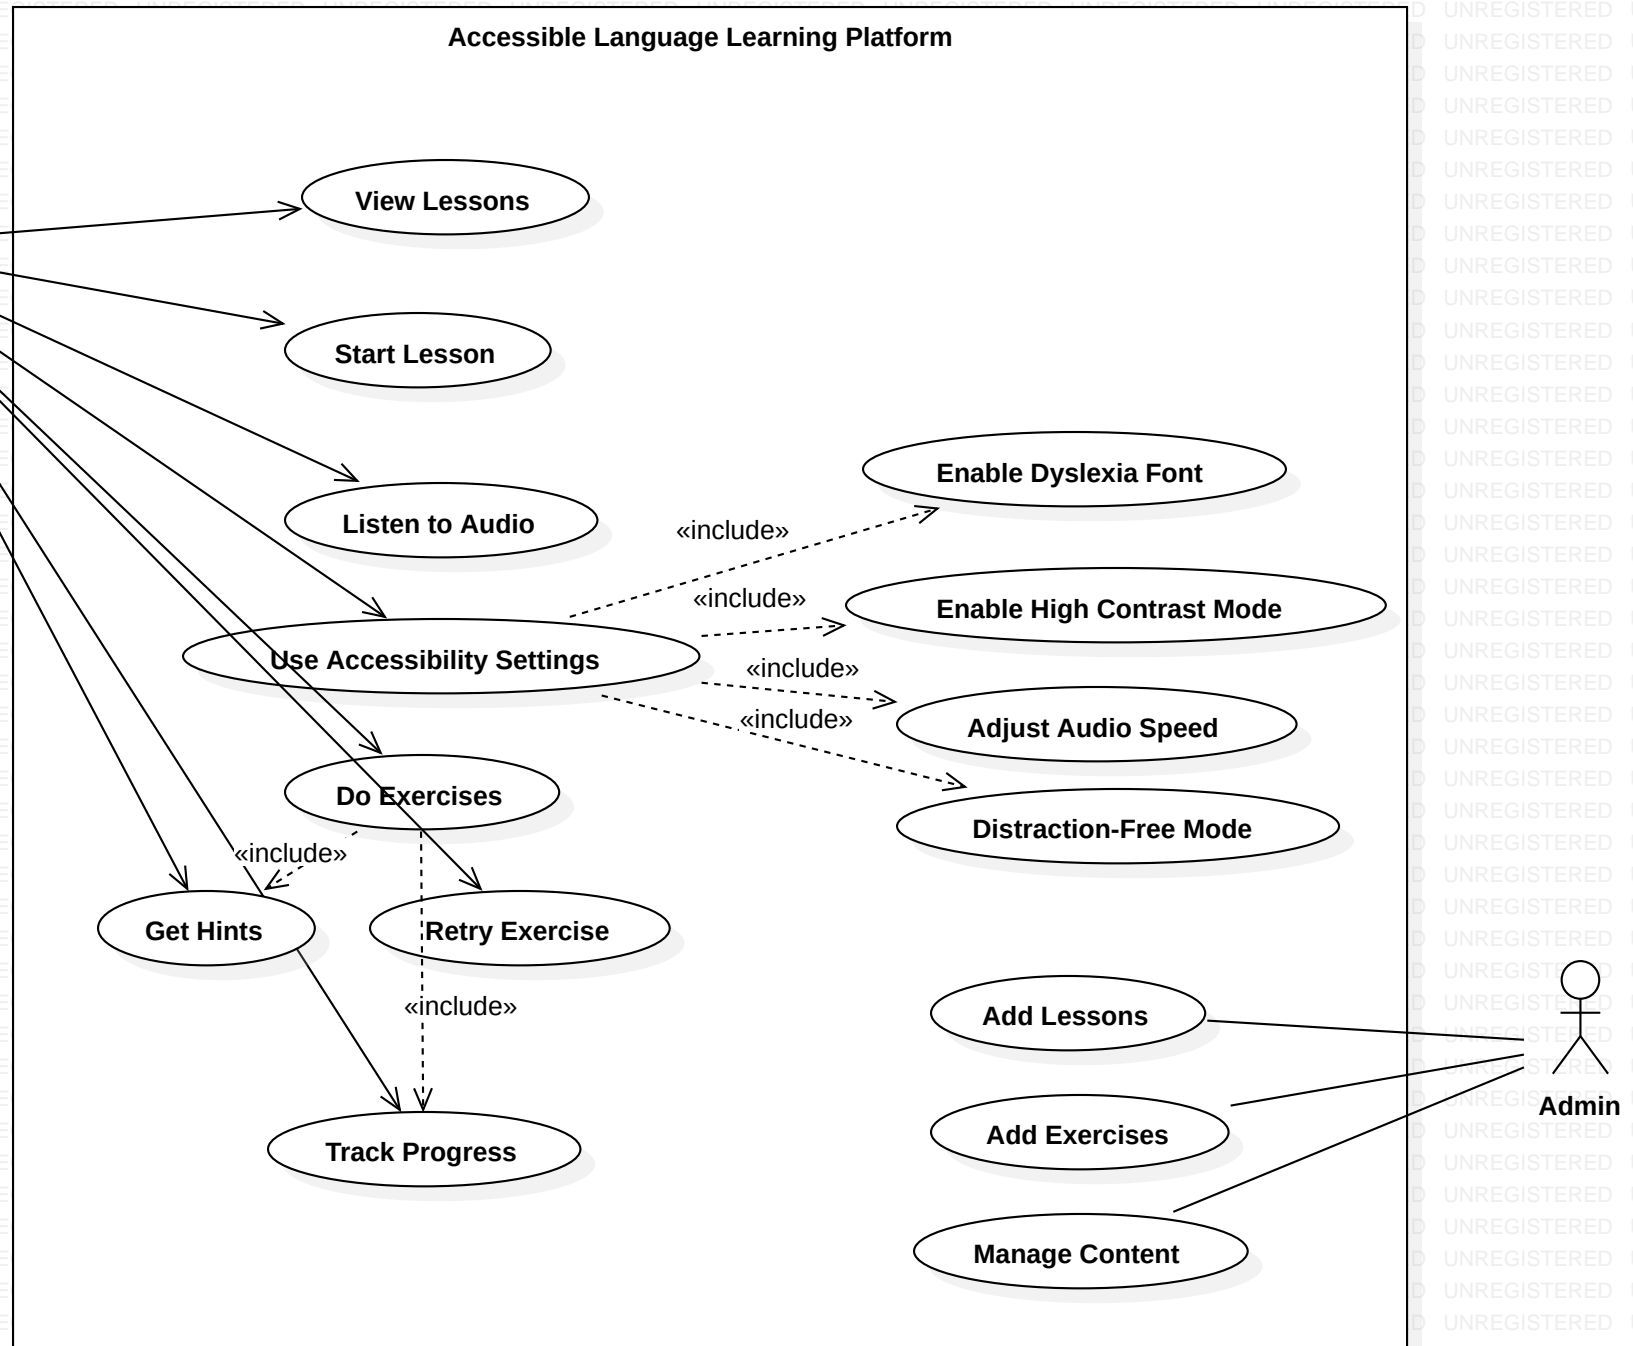 Accessible Language Learning Platform
View Lessons
Start Lesson
Listen to Audio
Use Accessibility Settings
Do Exercises
Get Hints
Retry Exercise
Track Progress
«include»
«include»
«include»
«include»
«include»
«include»
Enable Dyslexia Font
Enable High Contrast Mode
Adjust Audio Speed
Distraction-Free Mode
Add Lessons
Add Exercises
Manage Content
Admin
UNREGISTERED